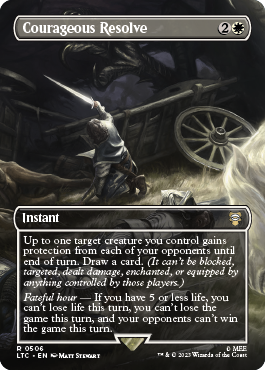 Courageous Resolve 2
Instant
Up to one target creature you control gains
protection from each of your opponents until
end of turn. Draw a card. (It can't be blocked,
targeted, dealt damage, enchanted, or equipped by
anything controlled by those players.)
Fateful hour — If you have 5 or less life, you
can't lose life this turn, you can't lose the
game this turn, and your opponents can't win
the game this turn.
R 0506 & MEE
LTC • EN Matt Stewart ™ & © 2023 Wizards of the Coast